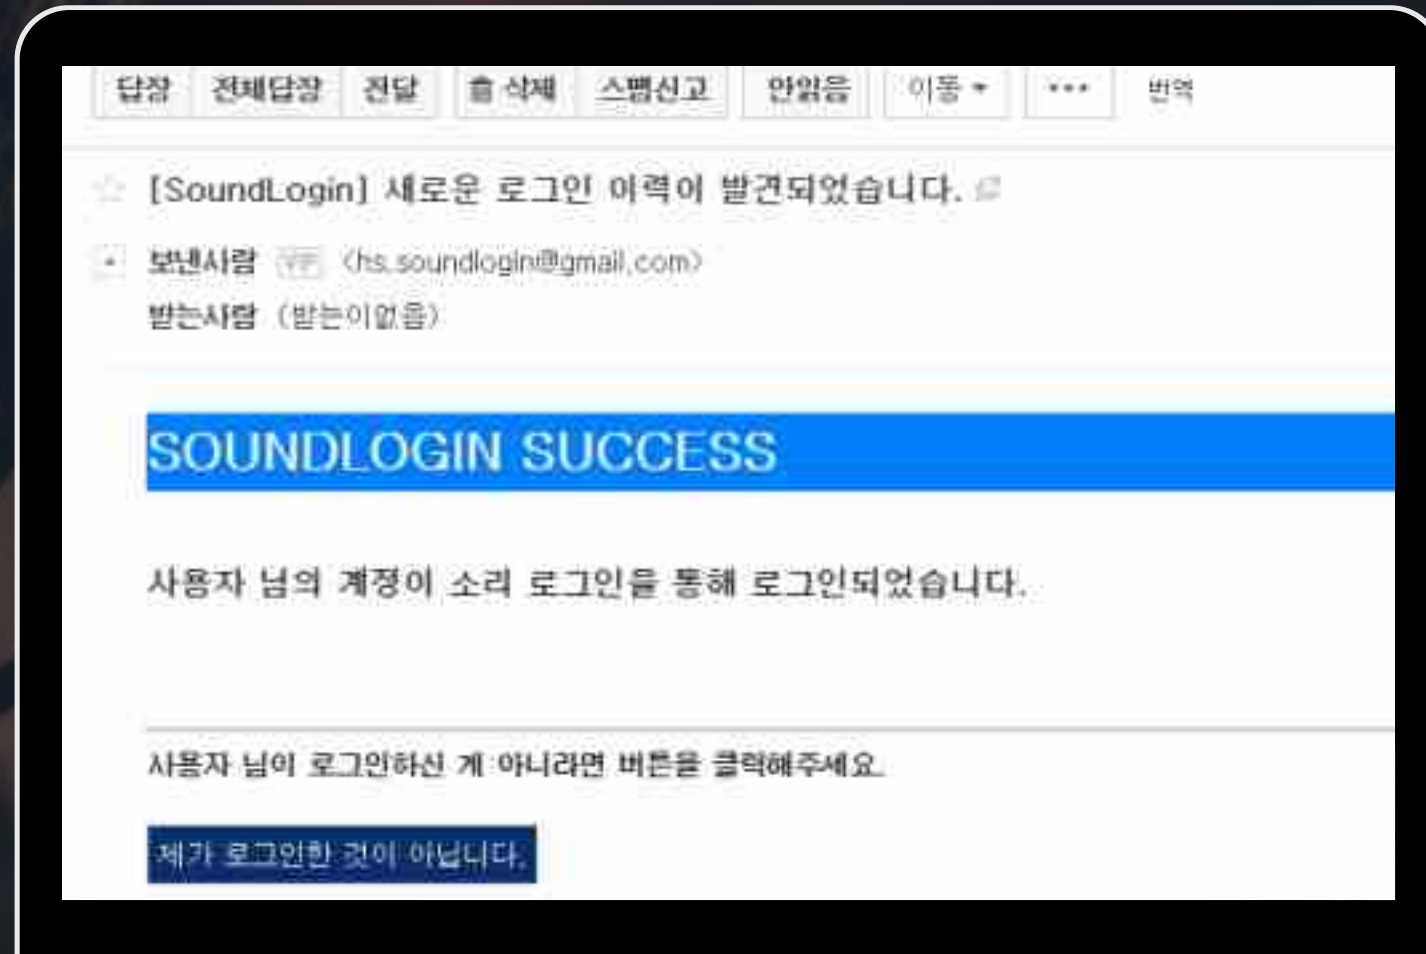 답장 전체답장 전달 삭제 스팸신고 안읽음 이동 ••• 번역
[SoundLogin] 새로운 로그인 이력이 발견되었습니다.
보낸사람 VIP <hs.soundlogin@gmail.com>
받는사람 (받는이없음)
SOUNDLOGIN SUCCESS
사용자 님의 계정이 소리 로그인을 통해 로그인되었습니다.
사용자 님이 로그인하신 게 아니라면 버튼을 클릭해주세요.
제가 로그인한 것이 아닙니다.